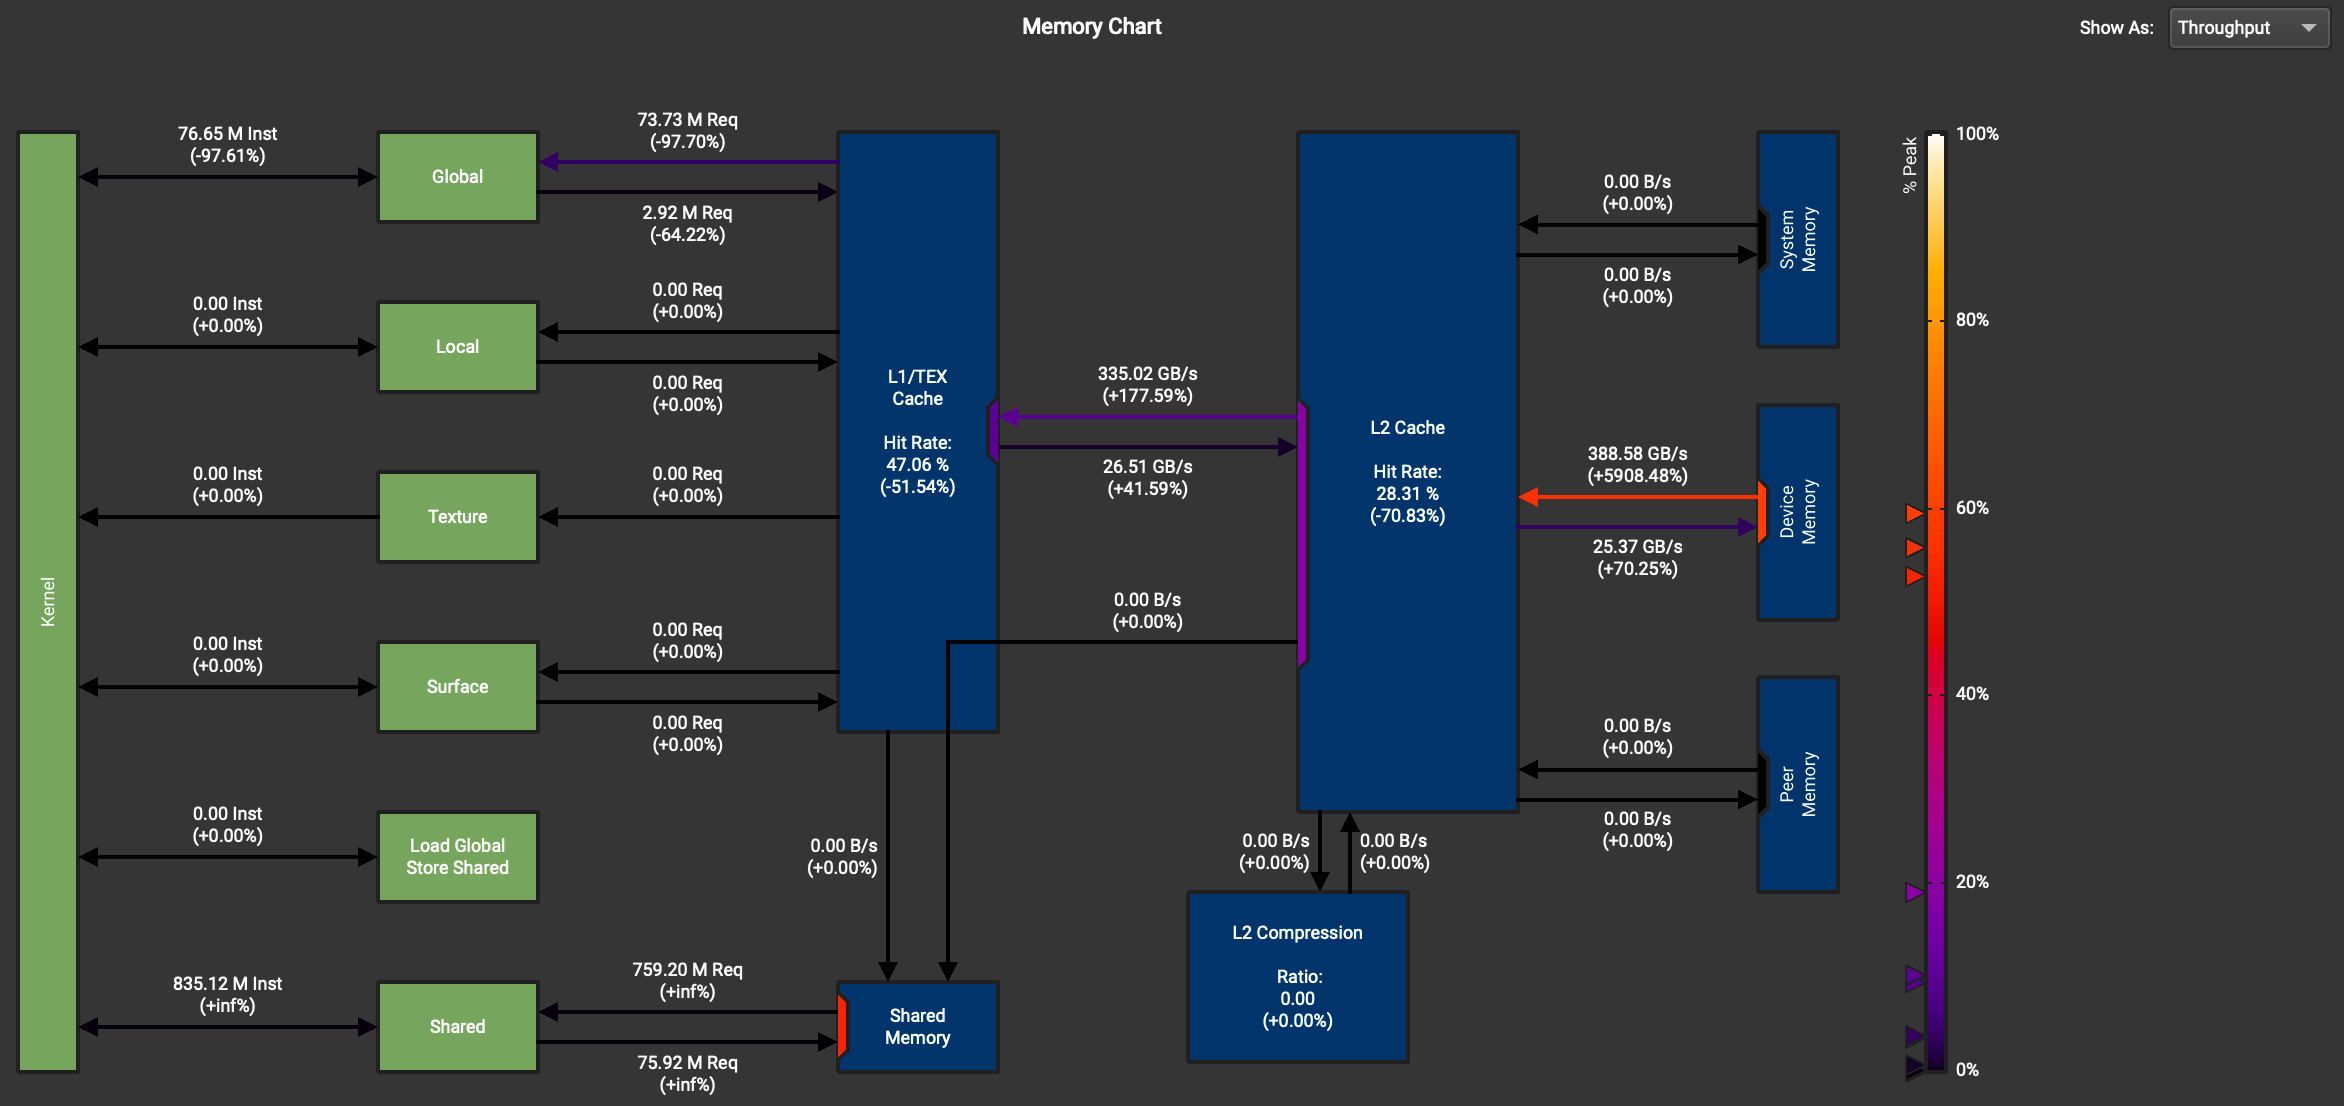 Memory Chart
Show As:
Throughput
Kernel
76.65 M Inst
(-97.61%)
Global
73.73 M Req
(-97.70%)
2.92 M Req
(-64.22%)
0.00 Inst
(+0.00%)
Local
0.00 Req
(+0.00%)
0.00 Req
(+0.00%)
0.00 Inst
(+0.00%)
Texture
0.00 Req
(+0.00%)
0.00 Inst
(+0.00%)
Surface
0.00 Req
(+0.00%)
0.00 Req
(+0.00%)
0.00 Inst
(+0.00%)
Load Global
Store Shared
835.12 M Inst
(+inf%)
Shared
759.20 M Req
(+inf%)
75.92 M Req
(+inf%)
L1/TEX
Cache
Hit Rate:
47.06 %
(-51.54%)
0.00 B/s
(+0.00%)
Shared
Memory
335.02 GB/s
(+177.59%)
26.51 GB/s
(+41.59%)
0.00 B/s
(+0.00%)
L2 Cache
Hit Rate:
28.31 %
(-70.83%)
0.00 B/s
(+0.00%)
0.00 B/s
(+0.00%)
L2 Compression
Ratio:
0.00
(+0.00%)
0.00 B/s
(+0.00%)
0.00 B/s
(+0.00%)
System
Memory
388.58 GB/s
(+5908.48%)
25.37 GB/s
(+70.25%)
Device
Memory
0.00 B/s
(+0.00%)
0.00 B/s
(+0.00%)
Peer
Memory
% Peak
100%
80%
60%
40%
20%
0%